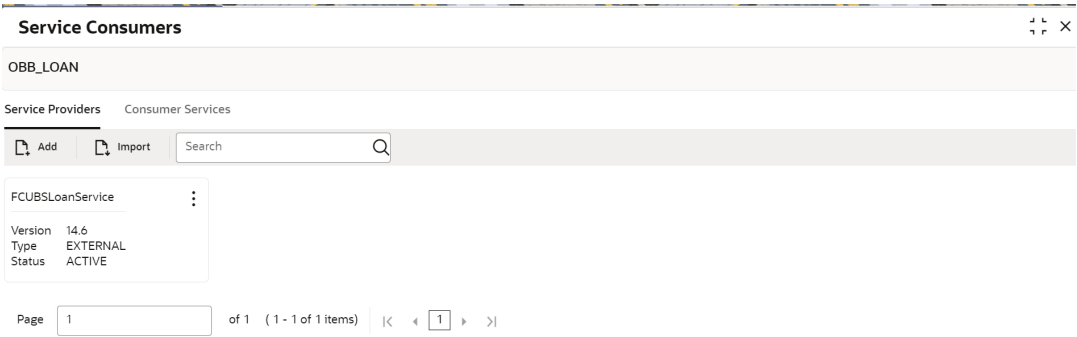 Service Consumers
OBB_LOAN
Service Providers Consumer Services
Add Import Search
FCUBSLoanService
Version 14.6
Type EXTERNAL
Status ACTIVE
Page 1 of 1 ( 1 - 1 of 1 items) 1